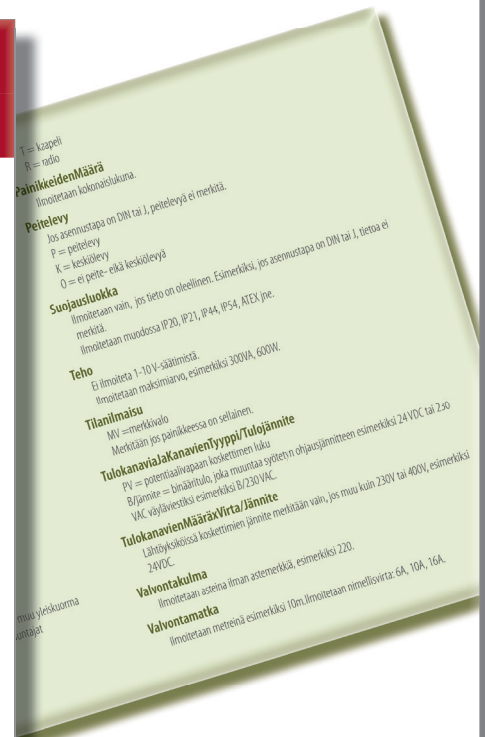 T = kaapeli
R = radio
PainikkeidenMäärä
Ilmoitetaan kokonaislukuna.
Peitelevy
Jos asennustapa on DIN tai J, peitelevyä ei merkitä.
P = peitelevy
K = keskiölevy
0 = ei peite- eikä keskiölevyä
Suojausluokka
Ilmoitetaan vain, jos tieto on oleellinen. Esimerkiksi, jos asennustapa on DIN tai J, tietoa ei
merkitä.
Ilmoitetaan muodossa IP20, IP21, IP44, IP54, ATEX jne.
Teho
Ei ilmoiteta 1-10 V-säätimistä.
Ilmoitetaan maksimiarvo, esimerkiksi 300VA, 600W.
Tilanilmaisu
MV =merkkivalo
Merkitään jos painikkeessa on sellainen.
TulokanaviaJaKanavienTyyppi/Tulojännite
PV = potentiaalivapaan koskettimen luku
B/jännite = binääritulo, joka muuntaa syötetyn ohjausjännitteen esimerkiksi 24 VDC tai 230
VAC väyläviestiksi esimerkiksi B/230 VAC.
TulokanavienMääräxVirta/Jännite
Lähtöyksiköissä koskettimien jännite merkitään vain, jos muu kuin 230V tai 400V, esimerkiksi
24VDC.
Valvontakulma
Ilmoitetaan asteina ilman astemerkkiä, esimerkiksi 220.
Valvontamatka
Ilmoitetaan metreinä esimerkiksi 10m.Ilmoitetaan nimellisvirta: 6A, 10A, 16A.
muu yleiskuorma